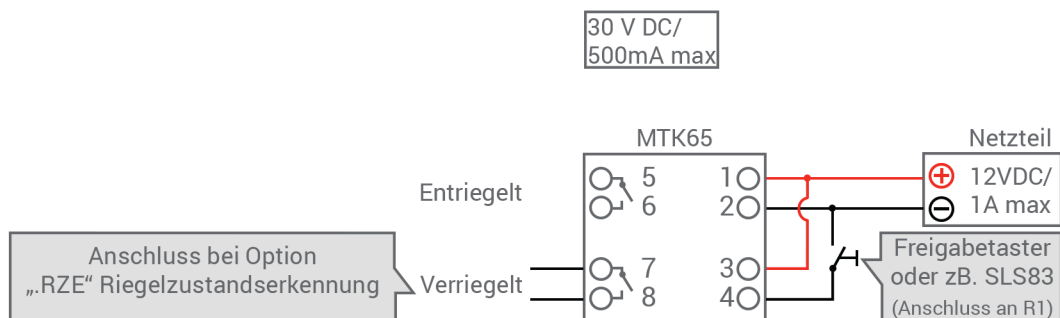 30 V DC/
500mA max
MTK65
Netzteil
Entriegelt
5
6
1
2
12VDC/
1A max
Anschluss bei Option
„.RZE“ Riegelzustandserkennung
Verriegelt
7
8
3
4
Freigabetaster
oder zB. SLS83
(Anschluss an R1)